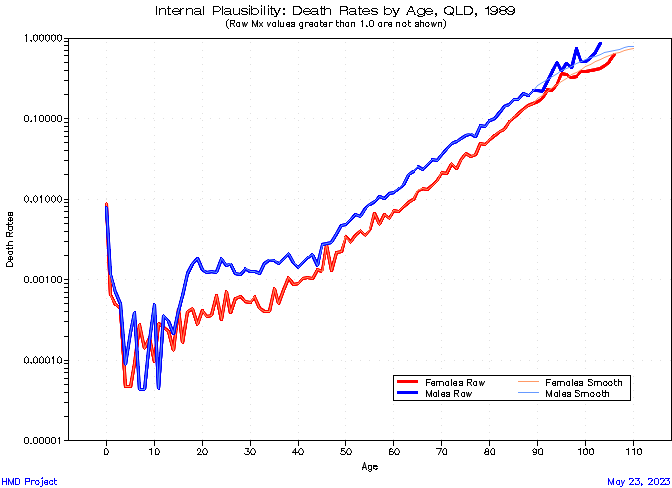 Internal Plausibility: Death Rates by Age, QLD, 1989
(Raw Mx values greater than 1.0 are not shown)
1.00000
0.10000
0.01000
0.00100
0.00010
0.00001
Death Rates
Females Raw
Females Smooth
Males Raw
Males Smooth
0 10 20 30 40 50 60 70 80 90 100 110
Age
HMD Project
May 23, 2023